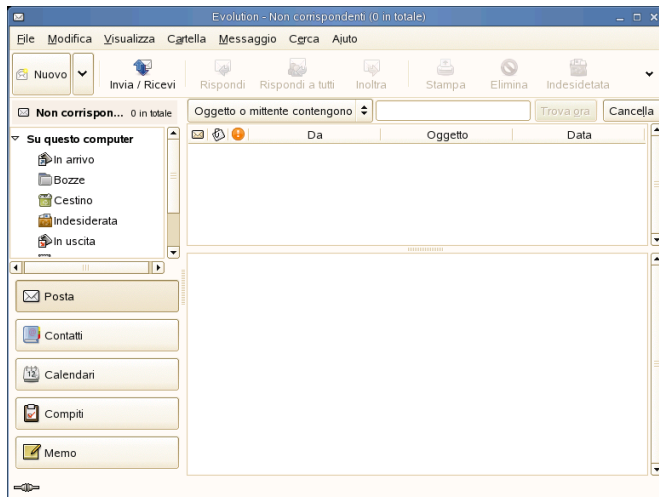 Evolution - Non corrispondenti (0 in totale)
File Modifica Visualizza Cartella Messaggio Cerca Aiuto
Nuovo Invia / Ricevi Rispondi Rispondi a tutti Inoltra Stampa Elimina Indesidetata
Non corrispon... 0 in totale Oggetto o mittente contengono Trova ora Cancella
Su questo computer Da Oggetto Data
In arrivo
Bozze
Cestino
Indesiderata
In uscita
Posta
Contatti
Calendari
Compiti
Memo